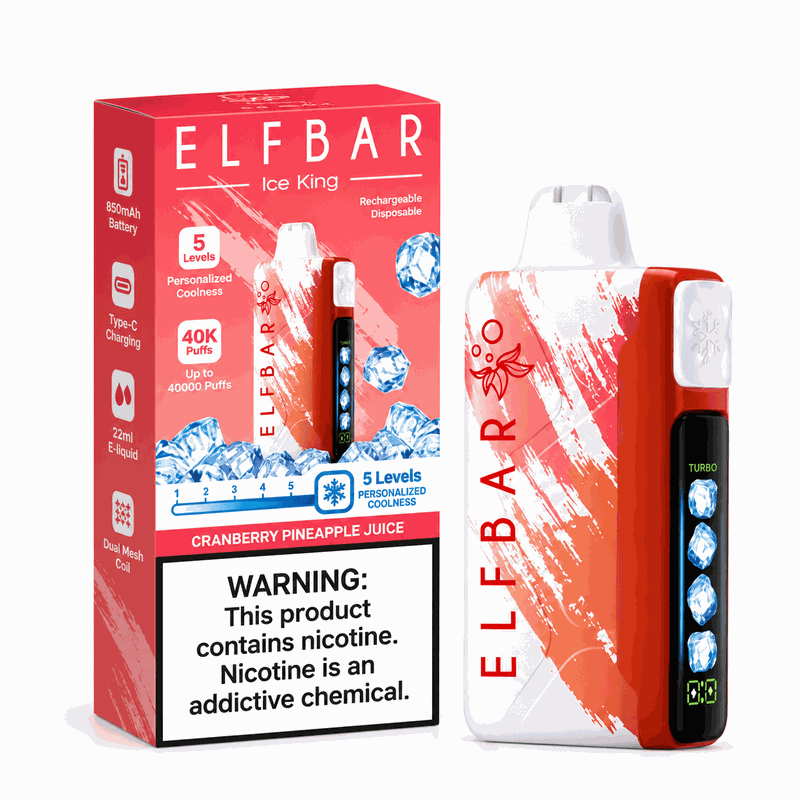 ELFBAR
Ice King
Rechargeable
Disposable
850mAh
Battery
Type-C
Charging
22ml
E-liquid
Dual Mesh
Coil
5
Levels
Personalized
Coolness
40K
Puffs
Up to
40000 Puffs
ELFBAR
1 2 3 4 5
5 Levels
PERSONALIZED
COOLNESS
CRANBERRY PINEAPPLE JUICE
WARNING:
This product
contains nicotine.
Nicotine is an
addictive chemical.
ELFBAR
TURBO